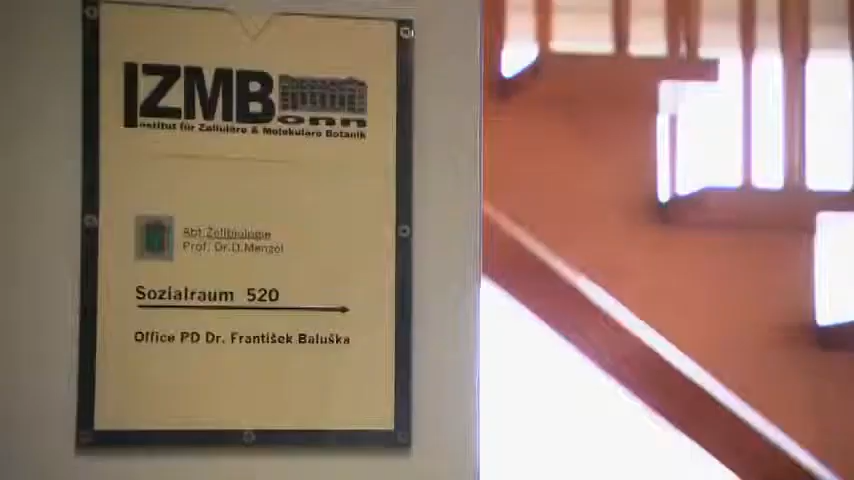 IZMB onn
Institut für Zelluläre & Molekulare Botanik
Abt.Zellbiologie
Prof. Dr.D.Menzel
Sozialraum 520
Office PD Dr. František Baluška